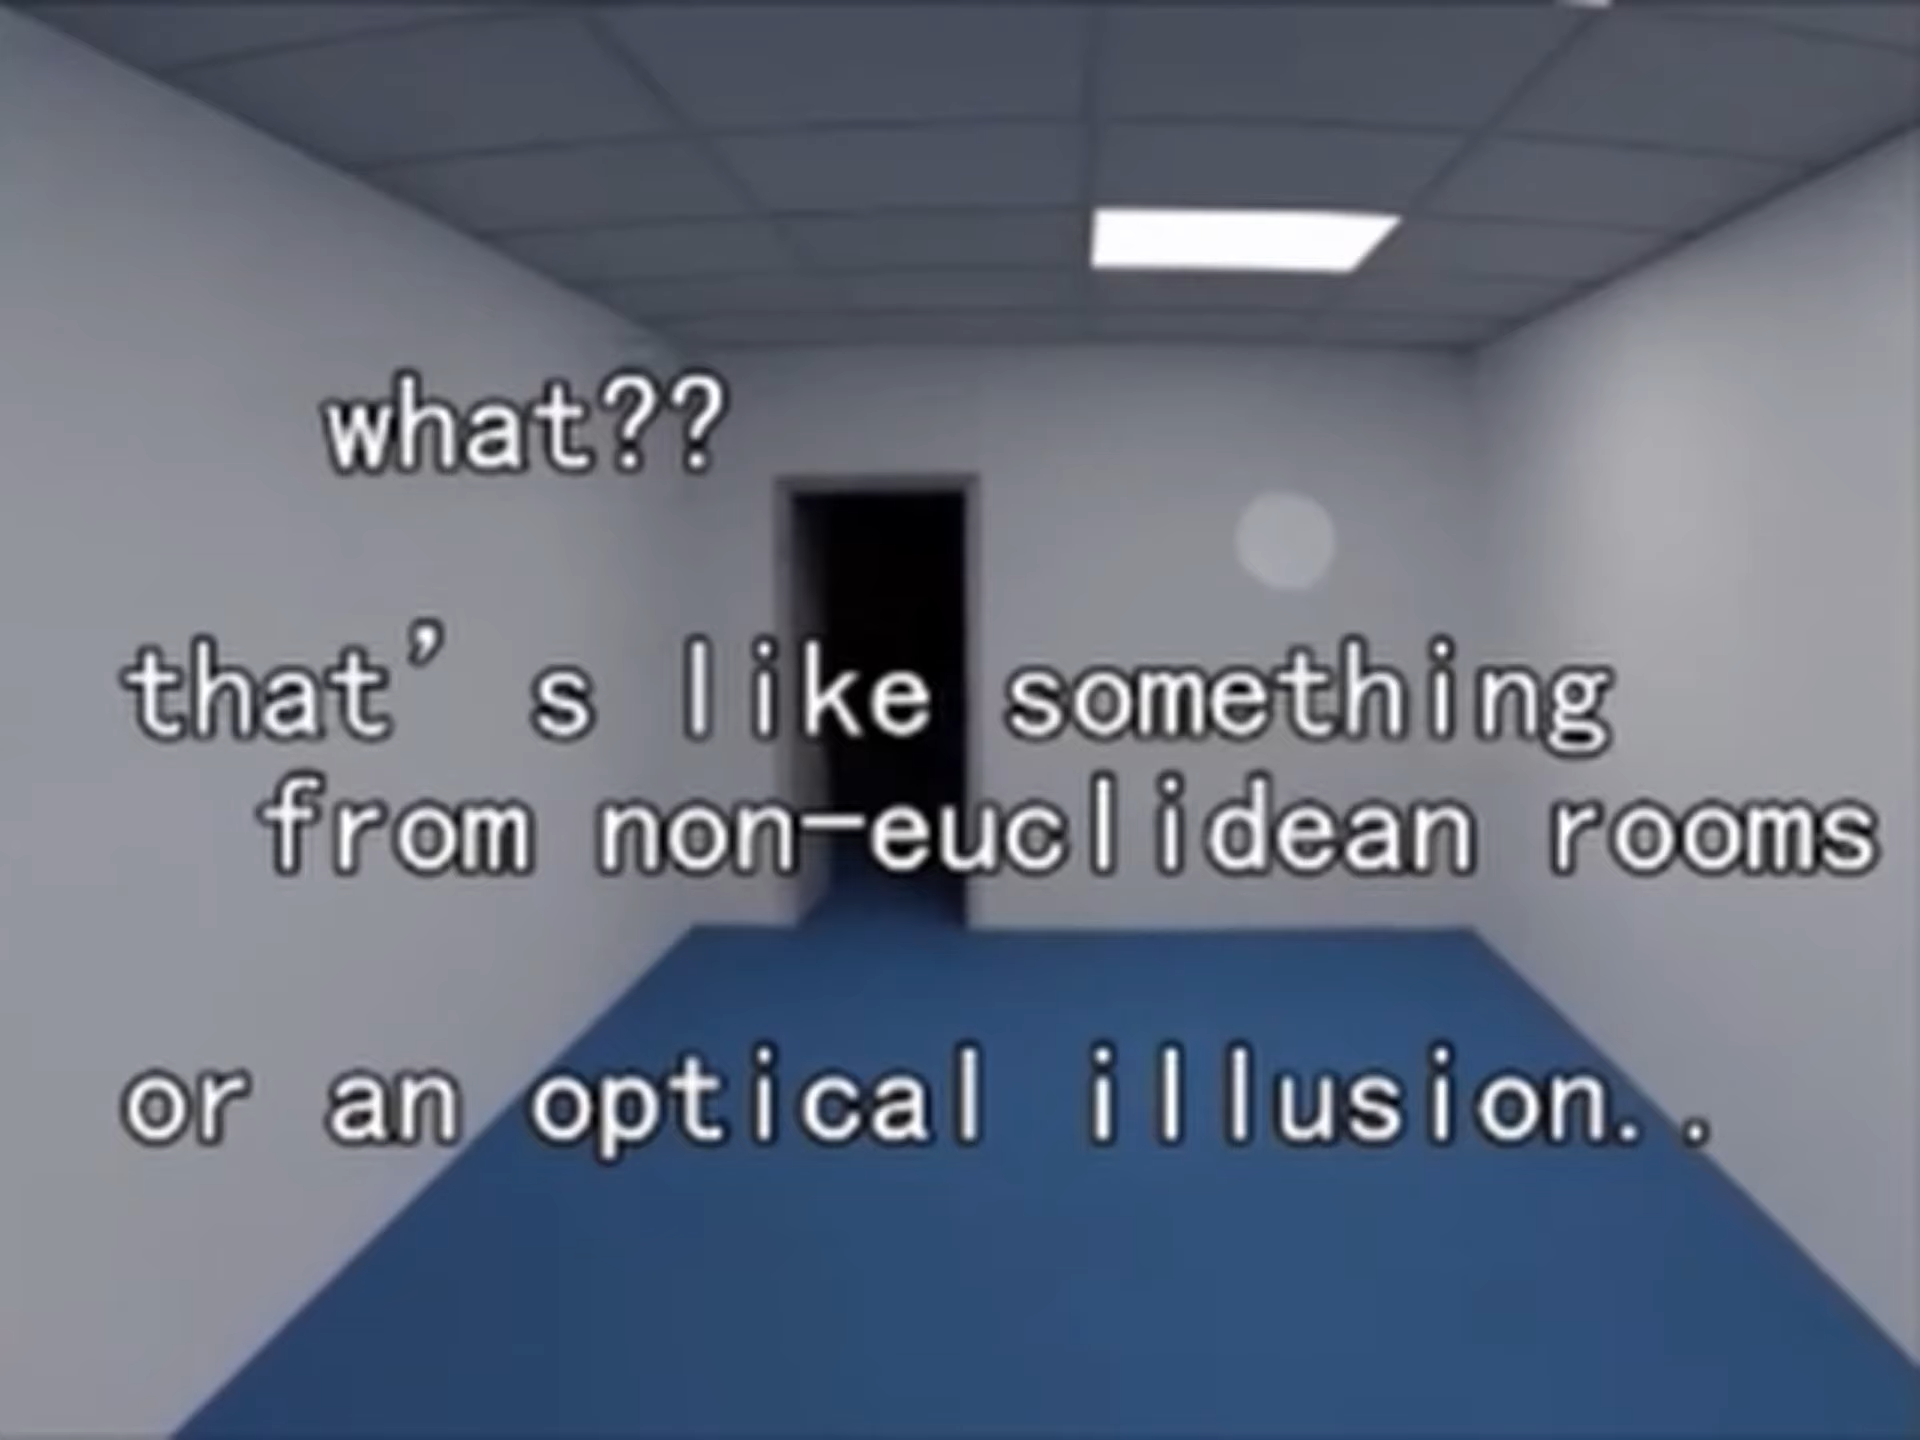 what??
that’s like something
from non-euclidean rooms
or an optical illusion..